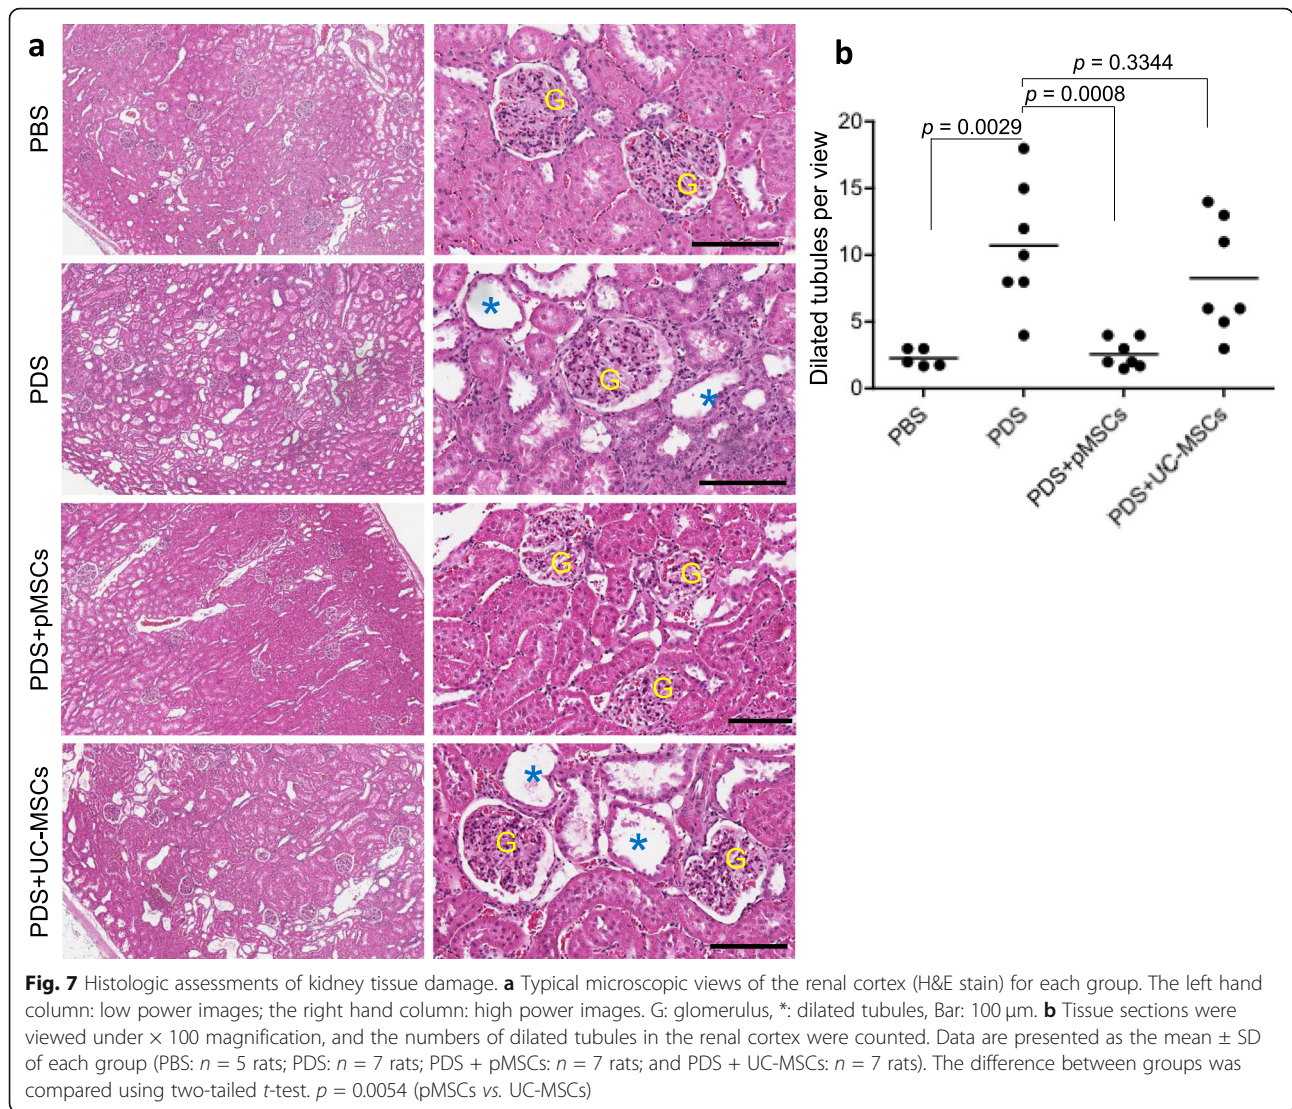 a
PBS
G
G
PDS
*
G
*
PDS+pMSCs
G
G
G
PDS+UC-MSCs
*
G
*
G
b
p = 0.3344
p = 0.0008
p = 0.0029
Dilated tubules per view
20
15
10
5
0
PBS
PDS
PDS+pMSCs
PDS+UC-MSCs
Fig. 7 Histologic assessments of kidney tissue damage. a Typical microscopic views of the renal cortex (H&E stain) for each group. The left hand
column: low power images; the right hand column: high power images. G: glomerulus, *: dilated tubules, Bar: 100 μm. b Tissue sections were
viewed under × 100 magnification, and the numbers of dilated tubules in the renal cortex were counted. Data are presented as the mean ± SD
of each group (PBS: n = 5 rats; PDS: n = 7 rats; PDS + pMSCs: n = 7 rats; and PDS + UC-MSCs: n = 7 rats). The difference between groups was
compared using two-tailed t-test. p = 0.0054 (pMSCs vs. UC-MSCs)